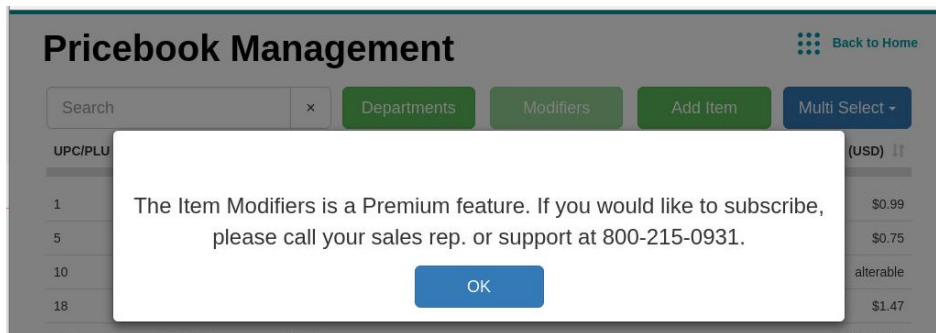 Pricebook Management
Back to Home
Search × Departments Modifiers Add Item Multi Select
UPC/PLU (USD)
The Item Modifiers is a Premium feature. If you would like to subscribe,
please call your sales rep. or support at 800-215-0931.
OK
1 $0.99
5 $0.75
10 alterable
18 $1.47